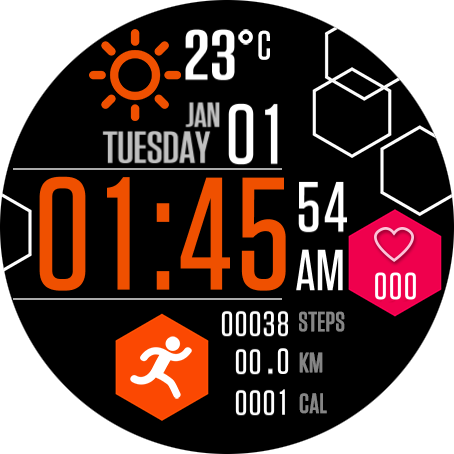 23°C
JAN
TUESDAY 01
01:45
54
AM
000
00038 STEPS
00.0 KM
0001 CAL